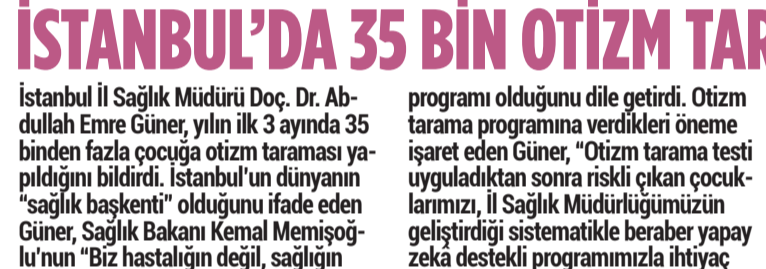 İSTANBUL'DA 35 BİN OTİZM TAR
İstanbul İl Sağlık Müdürü Doç. Dr. Ab-
dullah Emre Güner, yılın ilk 3 ayında 35
binden fazla çocuğa otizm taraması ya-
pıldığını bildirdi. İstanbul'un dünyanın
“sağlık başkenti” olduğunu ifade eden
Güner, Sağlık Bakanı Kemal Memişoğ-
lu'nun “Biz hastalığın değil, sağlığın
programı olduğunu dile getirdi. Otizm
tarama programına verdikleri öneme
işaret eden Güner, “Otizm tarama testi
uyguladıktan sonra riskli çıkan çocuk-
larımızı, İl Sağlık Müdürlüğümüzün
geliştirdiği sistematikle beraber yapay
zekâ destekli programımızla ihtiyaç